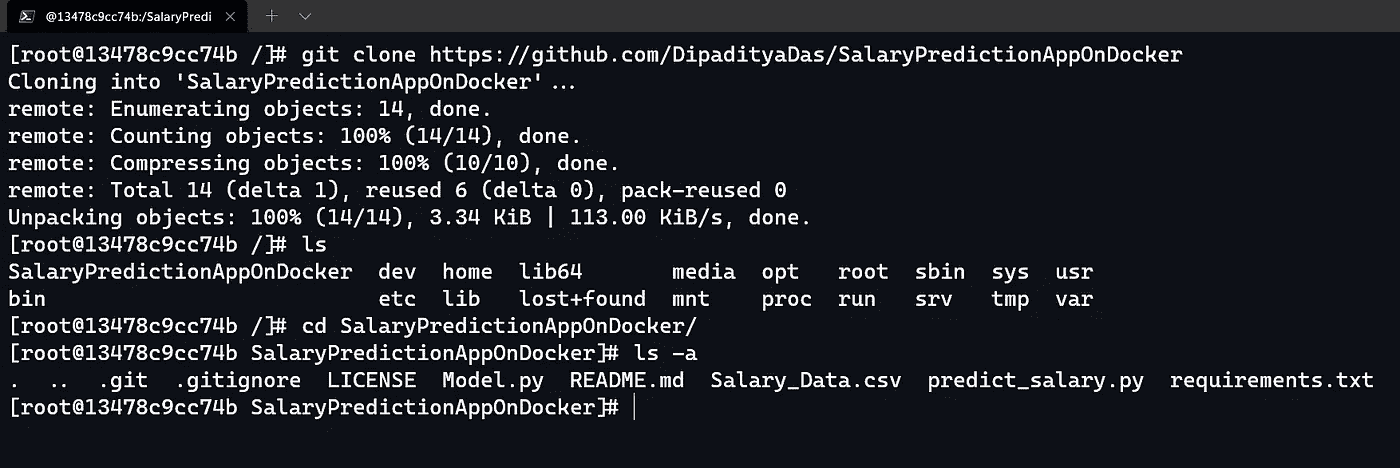 @13478c9cc74b:/SalaryPredi
[root@13478c9cc74b /]# git clone https://github.com/DipadityaDas/SalaryPredictionAppOnDocker
Cloning into 'SalaryPredictionAppOnDocker'...
remote: Enumerating objects: 14, done.
remote: Counting objects: 100% (14/14), done.
remote: Compressing objects: 100% (10/10), done.
remote: Total 14 (delta 1), reused 6 (delta 0), pack-reused 0
Unpacking objects: 100% (14/14), 3.34 KiB | 113.00 KiB/s, done.
[root@13478c9cc74b /]# ls
SalaryPredictionAppOnDocker  dev  home  lib64       media  opt   root  sbin  sys  usr
bin                          etc  lib   lost+found  mnt    proc  run   srv   tmp  var
[root@13478c9cc74b /]# cd SalaryPredictionAppOnDocker/
[root@13478c9cc74b SalaryPredictionAppOnDocker]# ls -a
.  ..  .git  .gitignore  LICENSE  Model.py  README.md  Salary_Data.csv  predict_salary.py  requirements.txt
[root@13478c9cc74b SalaryPredictionAppOnDocker]#